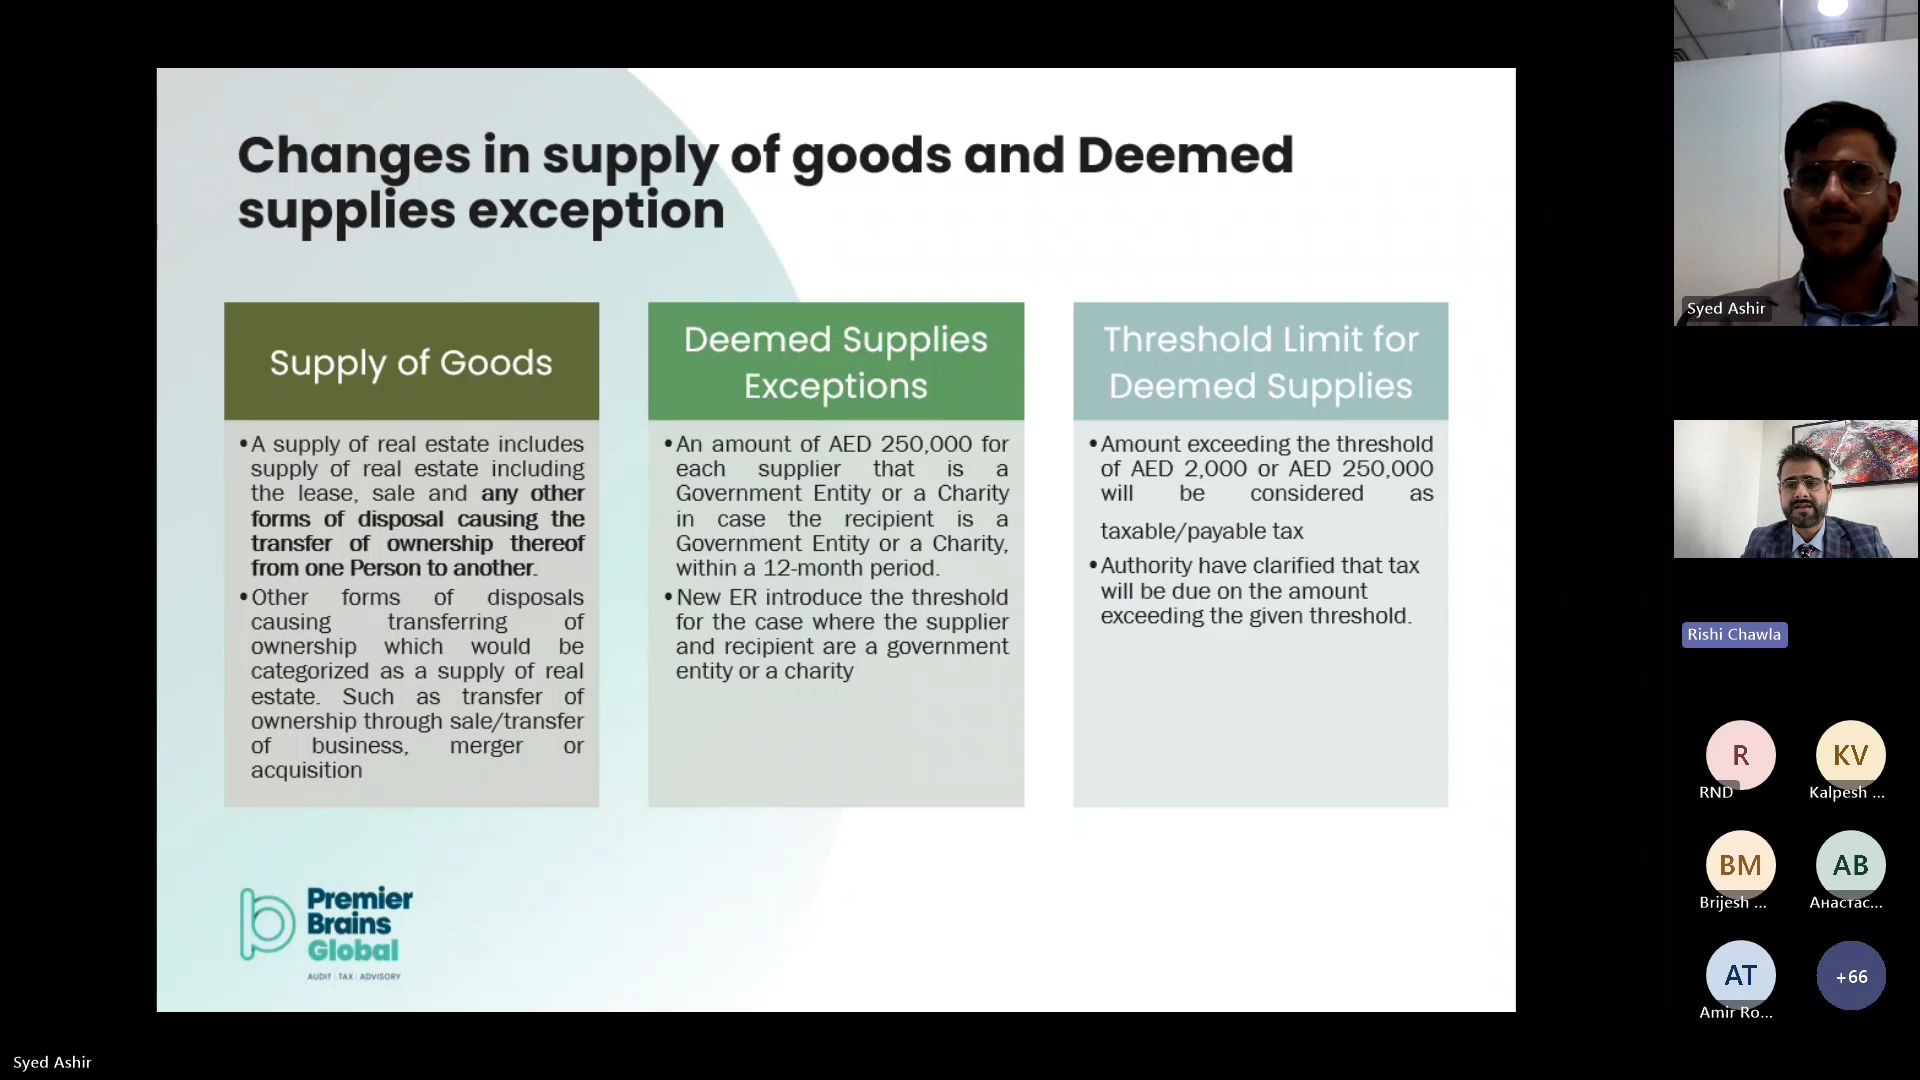 Changes in supply of goods and Deemed
supplies exception
Supply of Goods
•A supply of real estate includes
supply of real estate including
the lease, sale and any other
forms of disposal causing the
transfer of ownership thereof
from one Person to another.
•Other forms of disposals
causing transferring of
ownership which would be
categorized as a supply of real
estate. Such as transfer of
ownership through sale/transfer
of business, merger or
acquisition
Deemed Supplies
Exceptions
•An amount of AED 250,000 for
each supplier that is a
Government Entity or a Charity
in case the recipient is a
Government Entity or a Charity,
within a 12-month period.
•New ER introduce the threshold
for the case where the supplier
and recipient are a government
entity or a charity
Threshold Limit for
Deemed Supplies
•Amount exceeding the threshold
of AED 2,000 or AED 250,000
will be considered as
taxable/payable tax
•Authority have clarified that tax
will be due on the amount
exceeding the given threshold.
Premier
Brains
Global
AUDIT | TAX | ADVISORY
Syed Ashir
Rishi Chawla
R
RND
KV
Kalpesh ...
BM
Brijesh ...
AB
Анастас...
AT
Amir Ro...
+66
Syed Ashir